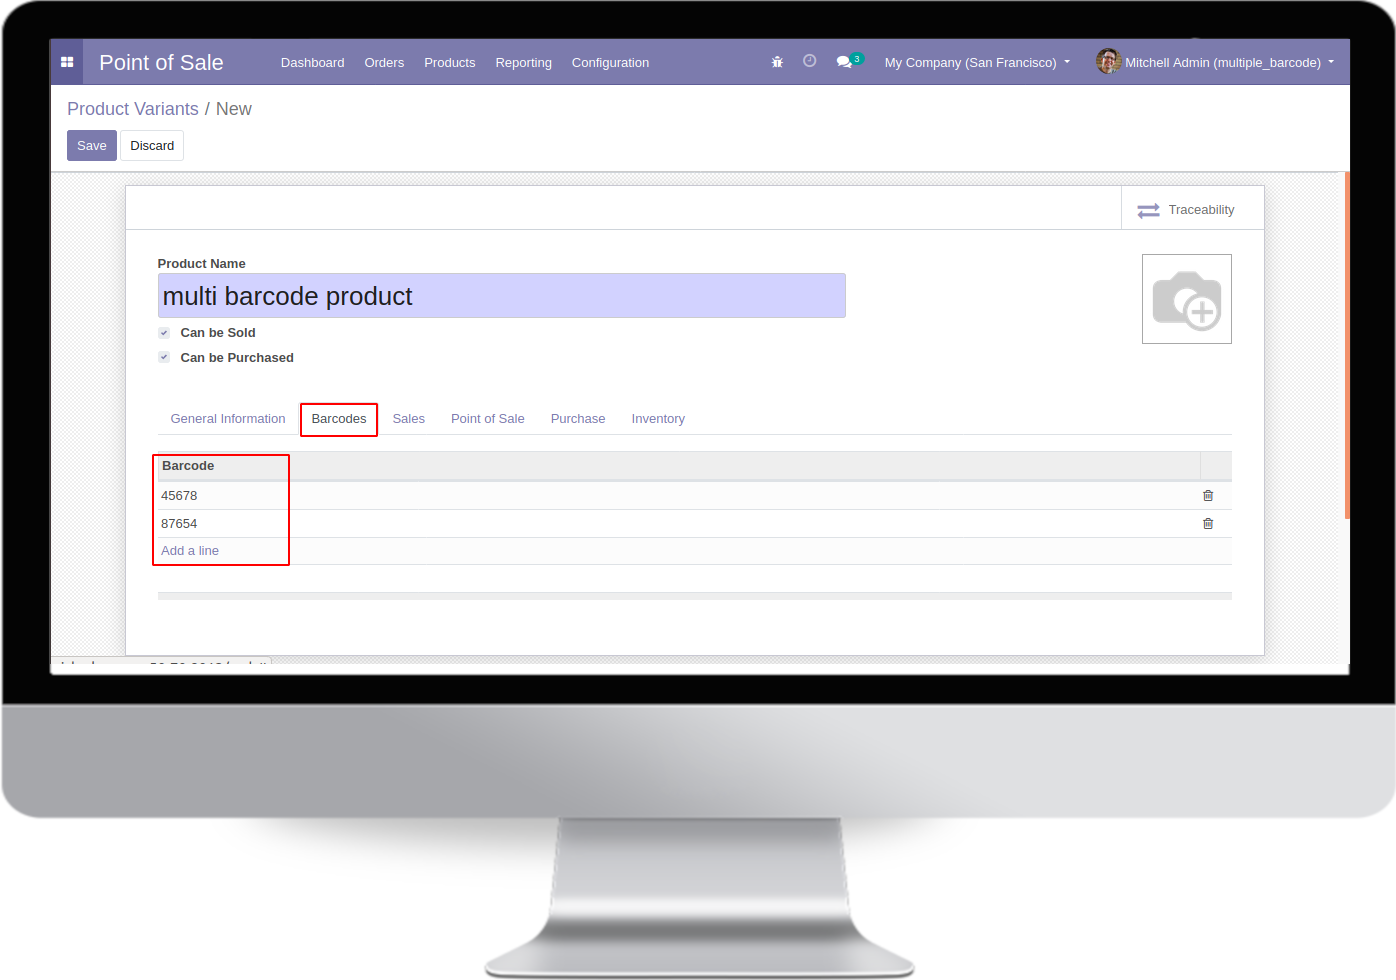 Point of Sale Dashboard Orders Products Reporting Configuration 3 My Company (San Francisco) Mitchell Admin (multiple_barcode)
Product Variants / New
Save Discard
Traceability
Product Name
multi barcode product
Can be Sold
Can be Purchased
General Information Barcodes Sales Point of Sale Purchase Inventory
Barcode
45678
87654
Add a line